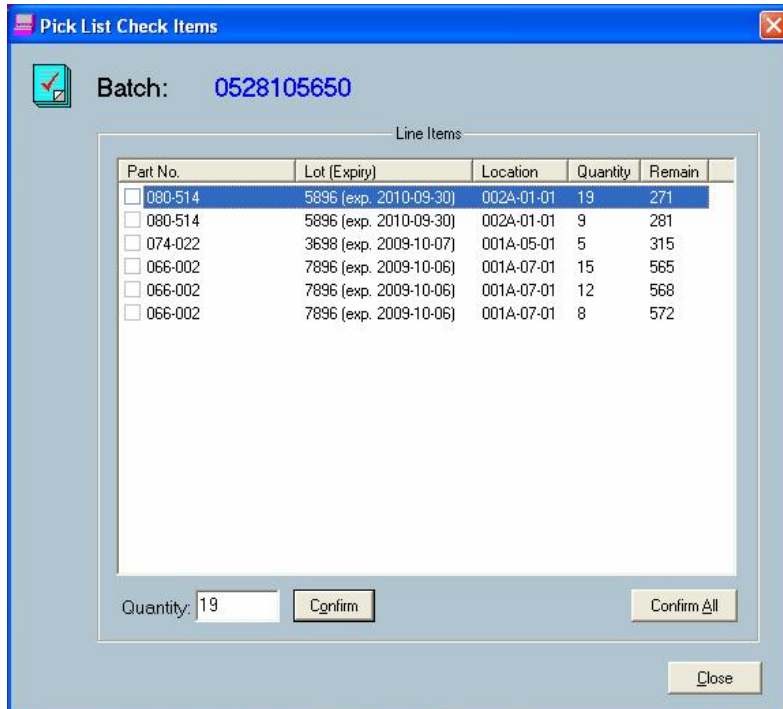 Pick List Check Items
Batch: 0528105650
Line Items
Part No. Lot (Expiry) Location Quantity Remain
080-514 5896 (exp. 2010-09-30) 002A-01-01 19 271
080-514 5896 (exp. 2010-09-30) 002A-01-01 9 281
074-022 3698 (exp. 2009-10-07) 001A-05-01 5 315
066-002 7896 (exp. 2009-10-06) 001A-07-01 15 565
066-002 7896 (exp. 2009-10-06) 001A-07-01 12 568
066-002 7896 (exp. 2009-10-06) 001A-07-01 8 572
Quantity: 19 Confirm Confirm All
Close